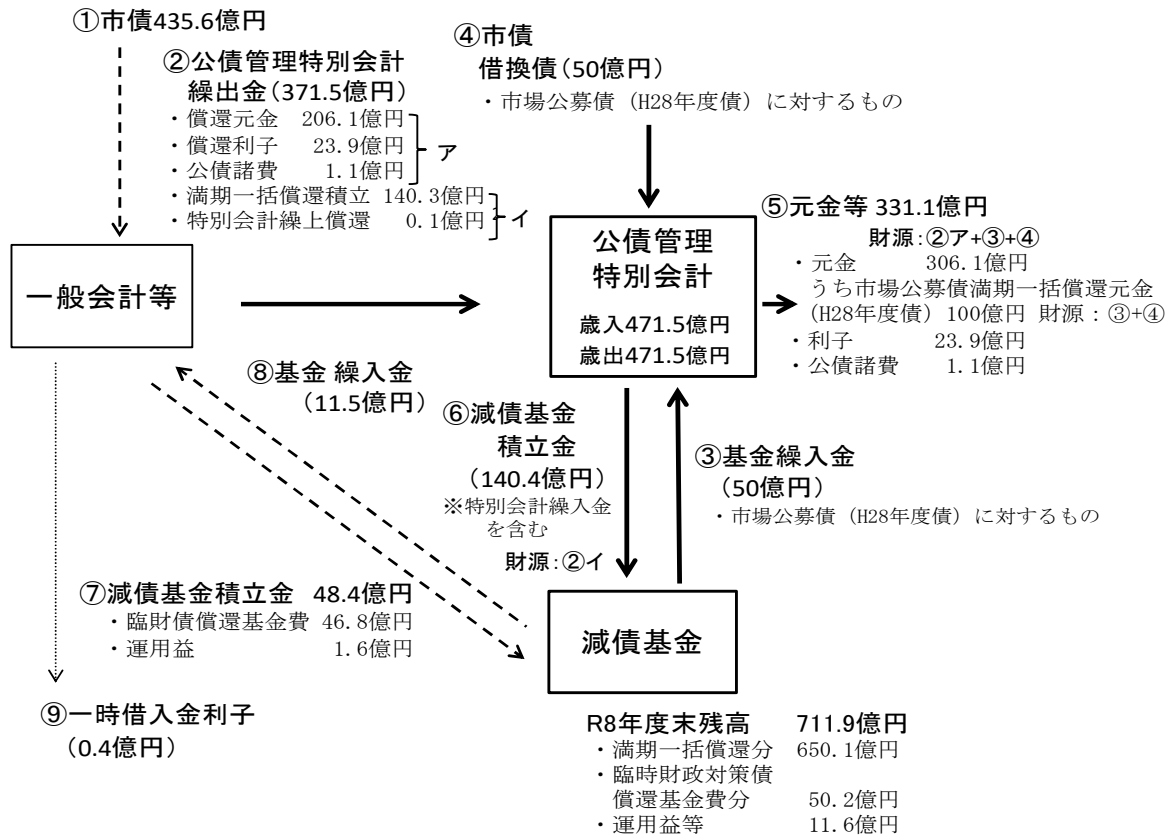 ①市債435.6億円
②公債管理特別会計
繰出金(371.5億円)
・償還元金 206.1億円
・償還利子 23.9億円
・公債諸費 1.1億円
ア
・満期一括償還積立 140.3億円
・特別会計繰上償還 0.1億円
イ
④市債
借換債(50億円)
・市場公募債(H28年度債)に対するもの
一般会計等
公債管理
特別会計
歳入471.5億円
歳出471.5億円
⑤元金等 331.1億円
財源:②ア+③+④
・元金 306.1億円
うち市場公募債満期一括償還元金
(H28年度債)100億円 財源:③+④
・利子 23.9億円
・公債諸費 1.1億円
⑧基金 繰入金
(11.5億円)
⑥減債基金
積立金
(140.4億円)
※特別会計繰入金
を含む
財源:②イ
③基金繰入金
(50億円)
・市場公募債(H28年度債)に対するもの
⑦減債基金積立金 48.4億円
・臨財債償還基金費 46.8億円
・運用益 1.6億円
減債基金
⑨一時借入金利子
(0.4億円)
R8年度末残高 711.9億円
・満期一括償還分 650.1億円
・臨時財政対策債
償還基金費分 50.2億円
・運用益等 11.6億円